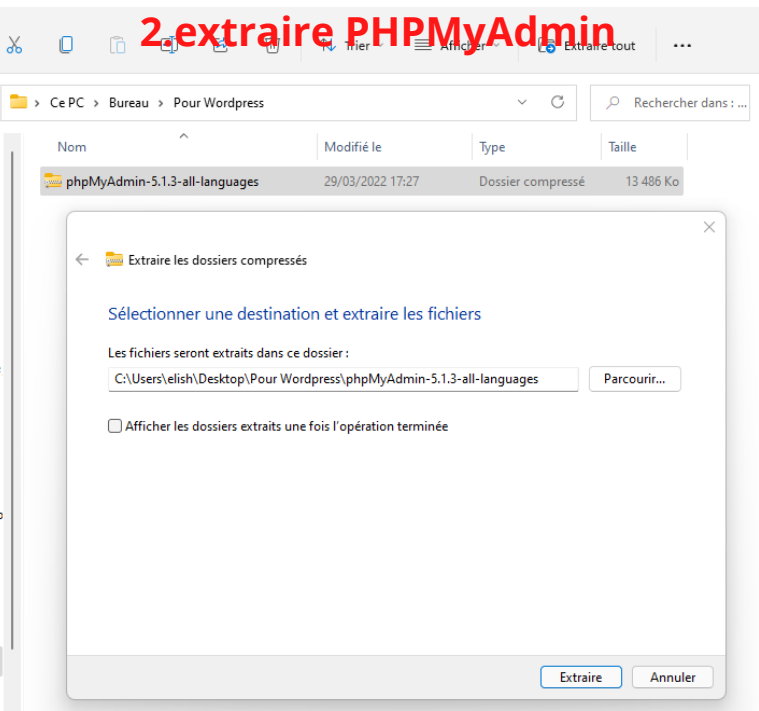 2 extraire PHPMyAdmin
Trier Afficher Extraire tout
Ce PC > Bureau > Pour Wordpress Rechercher dans : ...
Nom Modifié le Type Taille
phpMyAdmin-5.1.3-all-languages 29/03/2022 17:27 Dossier compressé 13 486 Ko
Extraire les dossiers compressés
Sélectionner une destination et extraire les fichiers
Les fichiers seront extraits dans ce dossier :
C:\Users\elish\Desktop\Pour Wordpress\phpMyAdmin-5.1.3-all-languages Parcourir...
Afficher les dossiers extraits une fois l'opération terminée
Extraire Annuler